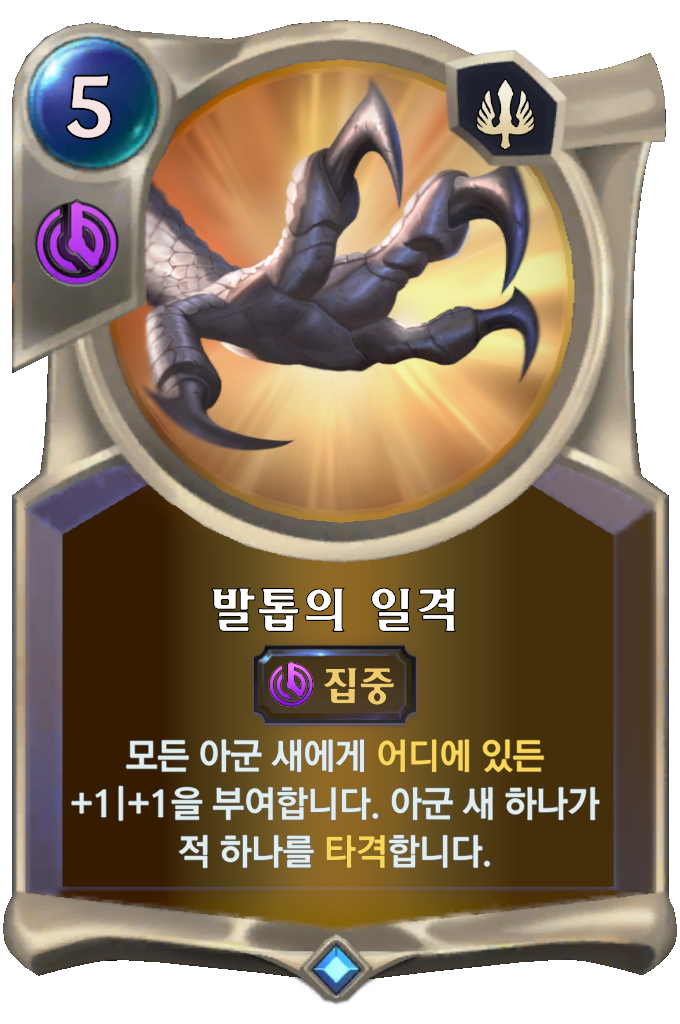 5
발톱의 일격
집중
모든 아군 새에게 어디에 있든
+1|+1을 부여합니다. 아군 새 하나가
적 하나를 타격합니다.